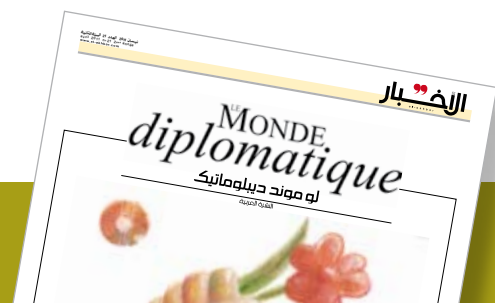 الأخبار
LE
MONDE
diplomatique
لو موند ديبلوماتيك
النشرة العربية